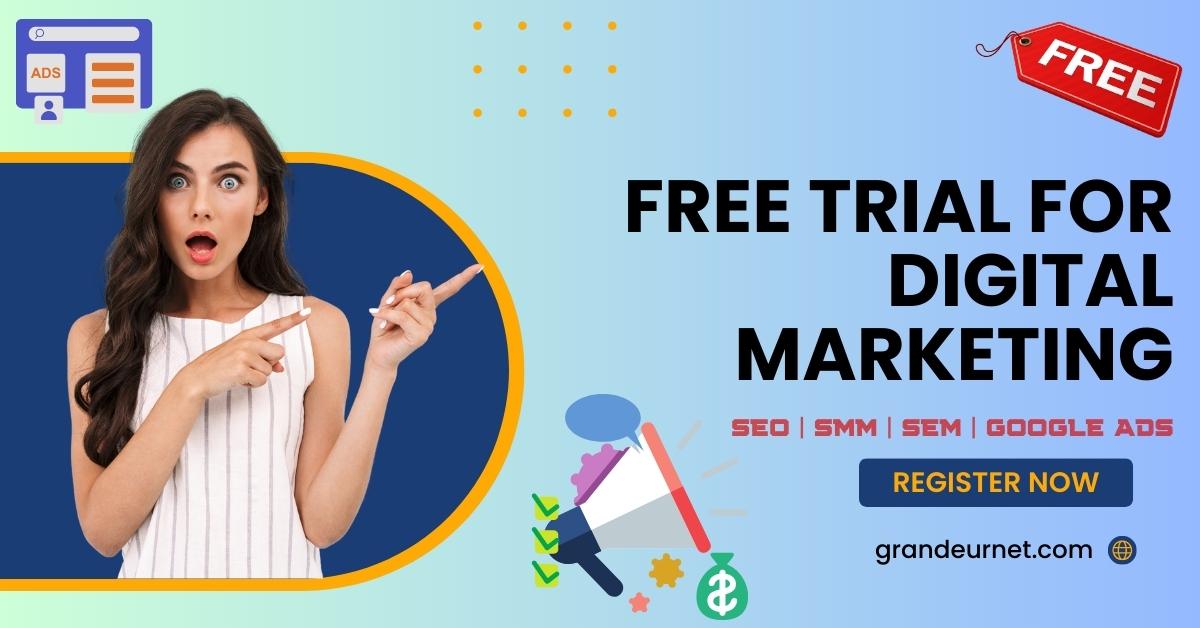 ADS
FREE
FREE TRIAL FOR
DIGITAL
MARKETING
SEO | SMM | SEM | GOOGLE ADS
REGISTER NOW
grandeurnet.com
$